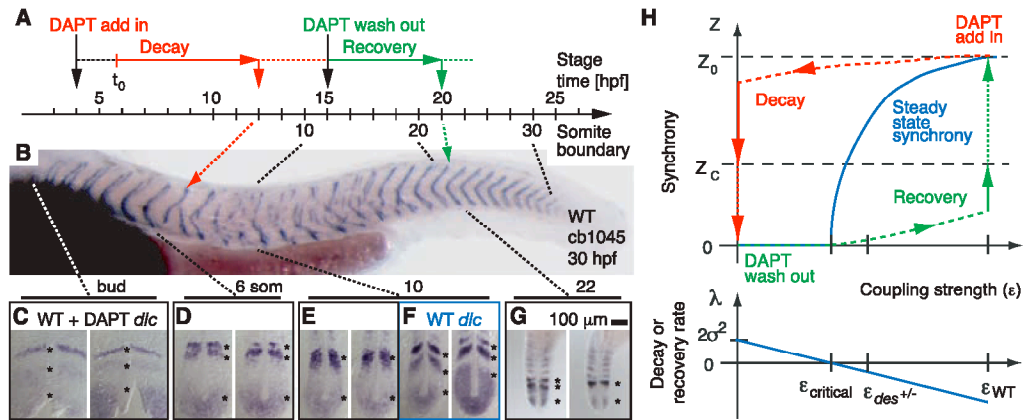 A
DAPT add in
DAPT wash out
Decay
Recovery
t0
Stage
time [hpf]
5 10 15 20 25
10 20 30
Somite
boundary
B
WT
cb1045
30 hpf
bud
6 som
10
22
C WT + DAPT dlc
D
E
F WT dlc
G 100 μm
* * * * * * * * * * * * * * * * * * * * * *
H
Z
DAPT
add in
Z0
Decay
Steady
state
synchrony
Synchrony
Zc
Recovery
0
DAPT
wash out
Coupling strength (ε)
λ
Decay or
recovery rate
2σ²
0
εcritical
εdes+/-
εWT